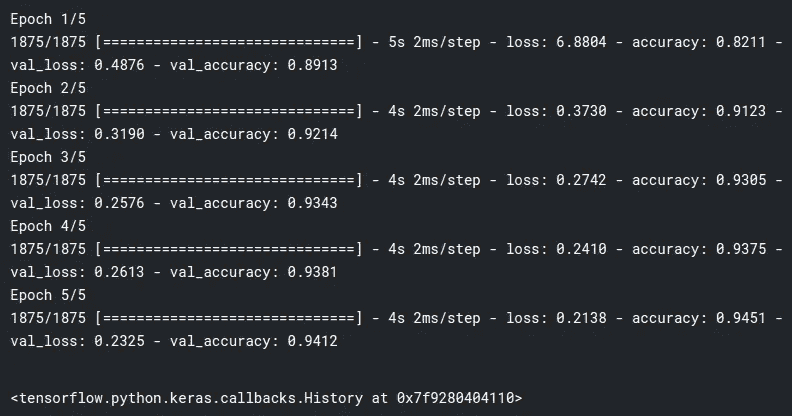 Epoch 1/5
1875/1875 [==============================] - 5s 2ms/step - loss: 6.8804 - accuracy: 0.8211 -
val_loss: 0.4876 - val_accuracy: 0.8913
Epoch 2/5
1875/1875 [==============================] - 4s 2ms/step - loss: 0.3730 - accuracy: 0.9123 -
val_loss: 0.3190 - val_accuracy: 0.9214
Epoch 3/5
1875/1875 [==============================] - 4s 2ms/step - loss: 0.2742 - accuracy: 0.9305 -
val_loss: 0.2576 - val_accuracy: 0.9343
Epoch 4/5
1875/1875 [==============================] - 4s 2ms/step - loss: 0.2410 - accuracy: 0.9375 -
val_loss: 0.2613 - val_accuracy: 0.9381
Epoch 5/5
1875/1875 [==============================] - 4s 2ms/step - loss: 0.2138 - accuracy: 0.9451 -
val_loss: 0.2325 - val_accuracy: 0.9412
<tensorflow.python.keras.callbacks.History at 0x7f9280404110>